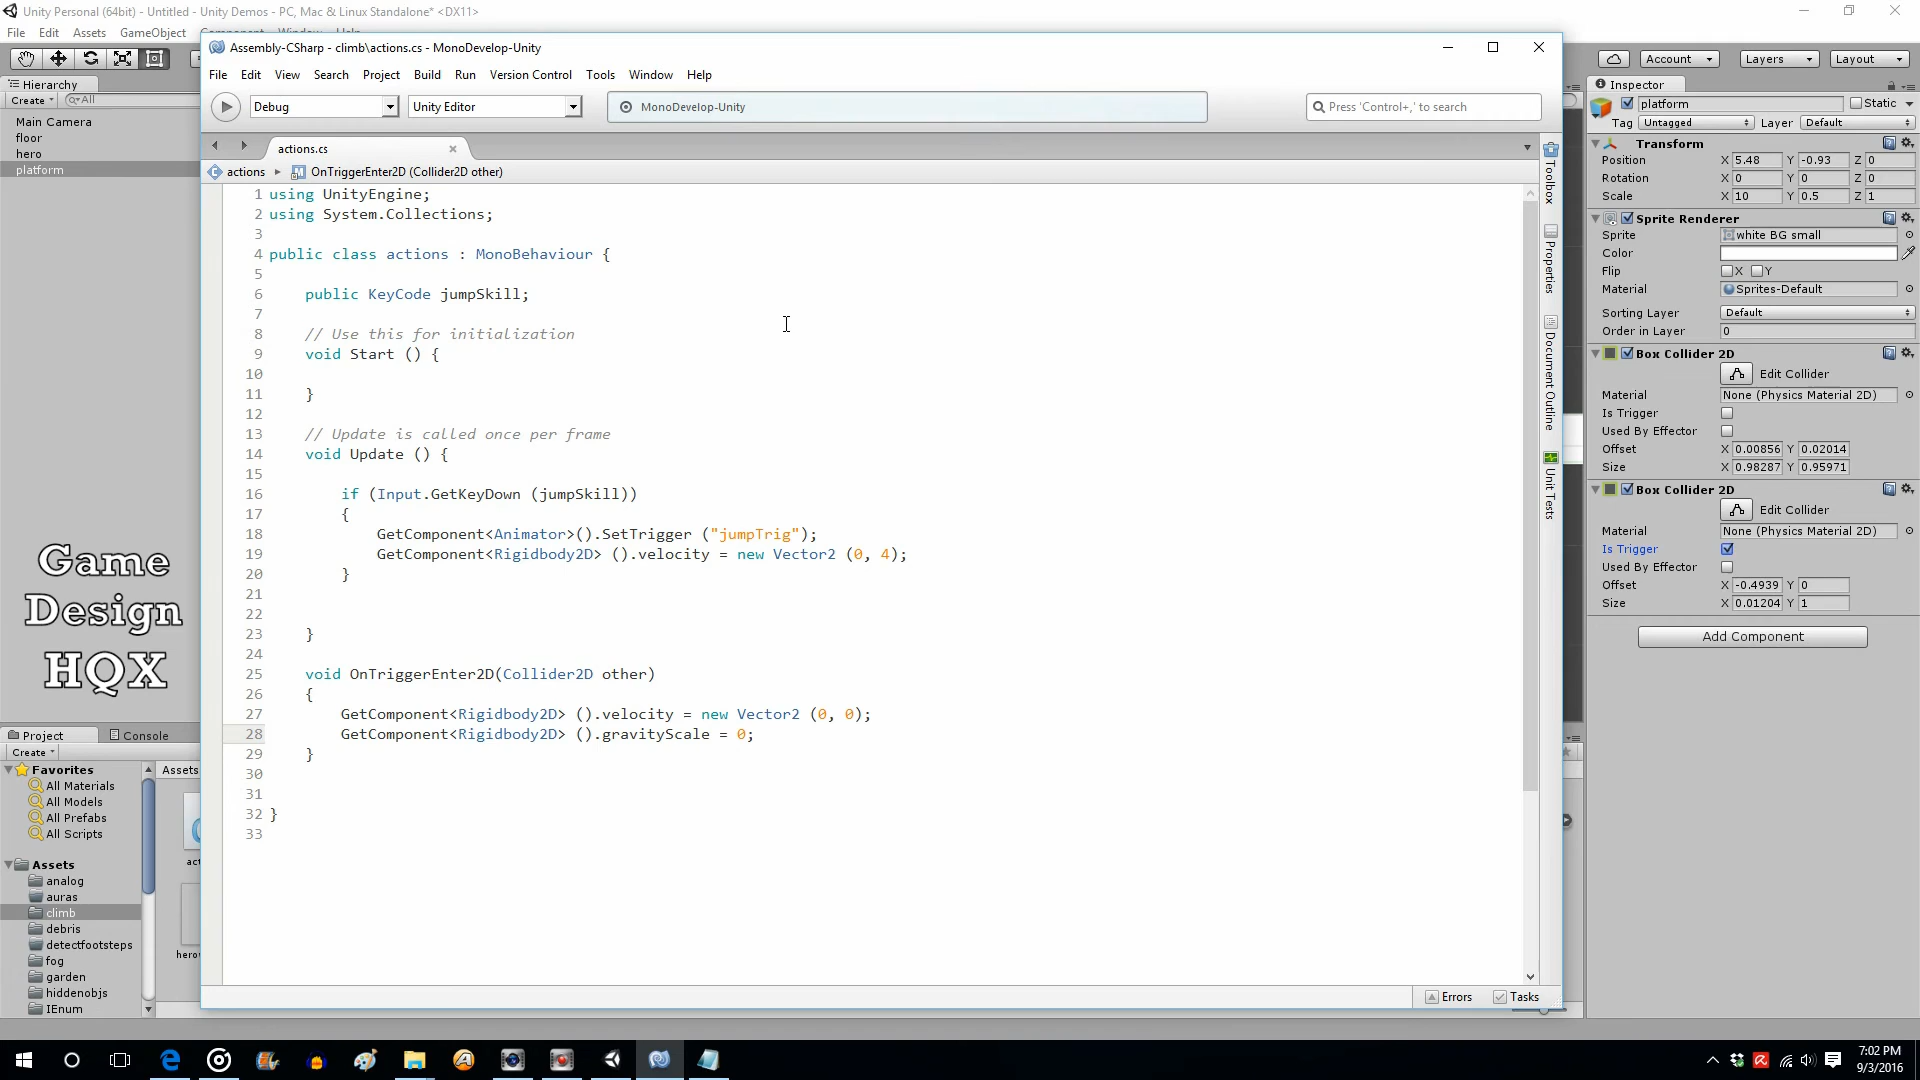 Unity Personal (64bit) - Untitled - Unity Demos - PC, Mac & Linux Standalone* <DX11>
File Edit Assets GameObject
Assembly-CSharp - climb\actions.cs - MonoDevelop-Unity
File Edit View Search Project Build Run Version Control Tools Window Help
Debug Unity Editor MonoDevelop-Unity Press 'Control+,' to search
Account Layers Layout
Hierarchy
Create All
Main Camera
floor
hero
platform
actions.cs
actions OnTriggerEnter2D (Collider2D other)
1 using UnityEngine;
2 using System.Collections;
3
4 public class actions : MonoBehaviour {
5
6 public KeyCode jumpSkill;
7
8 // Use this for initialization
9 void Start () {
10
11 }
12
13 // Update is called once per frame
14 void Update () {
15
16 if (Input.GetKeyDown (jumpSkill))
17 {
18 GetComponent<Animator>().SetTrigger ("jumpTrig");
19 GetComponent<Rigidbody2D> ().velocity = new Vector2 (0, 4);
20 }
21
22
23 }
24
25 void OnTriggerEnter2D(Collider2D other)
26 {
27 GetComponent<Rigidbody2D> ().velocity = new Vector2 (0, 0);
28 GetComponent<Rigidbody2D> ().gravityScale = 0;
29 }
30
31
32 }
33
Toolbox
Properties
Document Outline
Unit Tests
Errors Tasks
Inspector
platform Static
Tag Untagged Layer Default
Transform
Position X 5.48 Y -0.93 Z 0
Rotation X 0 Y 0 Z 0
Scale X 10 Y 0.5 Z 1
Sprite Renderer
Sprite white BG small
Color
Flip X Y
Material Sprites-Default
Sorting Layer Default
Order in Layer 0
Box Collider 2D
Edit Collider
Material None (Physics Material 2D)
Is Trigger
Used By Effector
Offset X 0.00856 Y 0.02014
Size X 0.98287 Y 0.95971
Box Collider 2D
Edit Collider
Material None (Physics Material 2D)
Is Trigger
Used By Effector
Offset X -0.4939 Y 0
Size X 0.01204 Y 1
Add Component
Game
Design
HQX
Project Console
Create
Favorites
All Materials
All Models
All Prefabs
All Scripts
Assets
analog
auras
climb
debris
detectfootsteps
fog
garden
hiddenobjs
IEnum
Assets
7:02 PM
9/3/2016